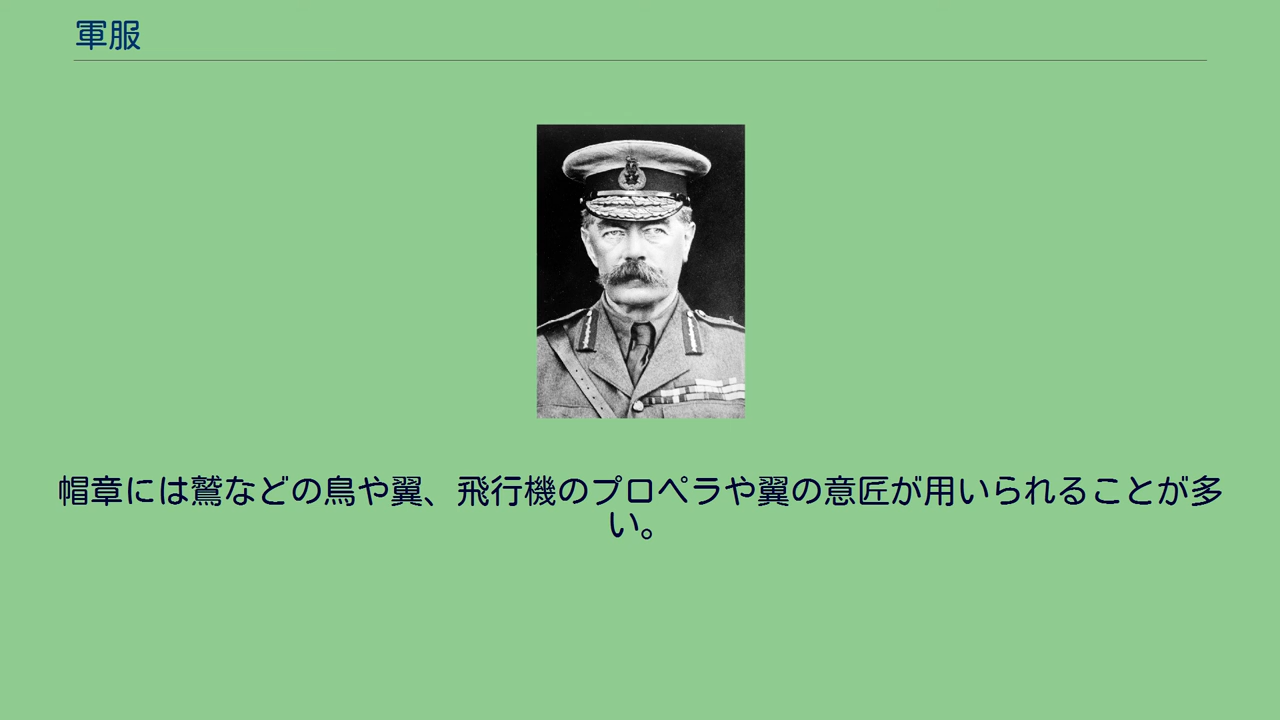 軍服
帽章には鷲などの鳥や翼、飛行機のプロペラや翼の意匠が用いられることが多
い。